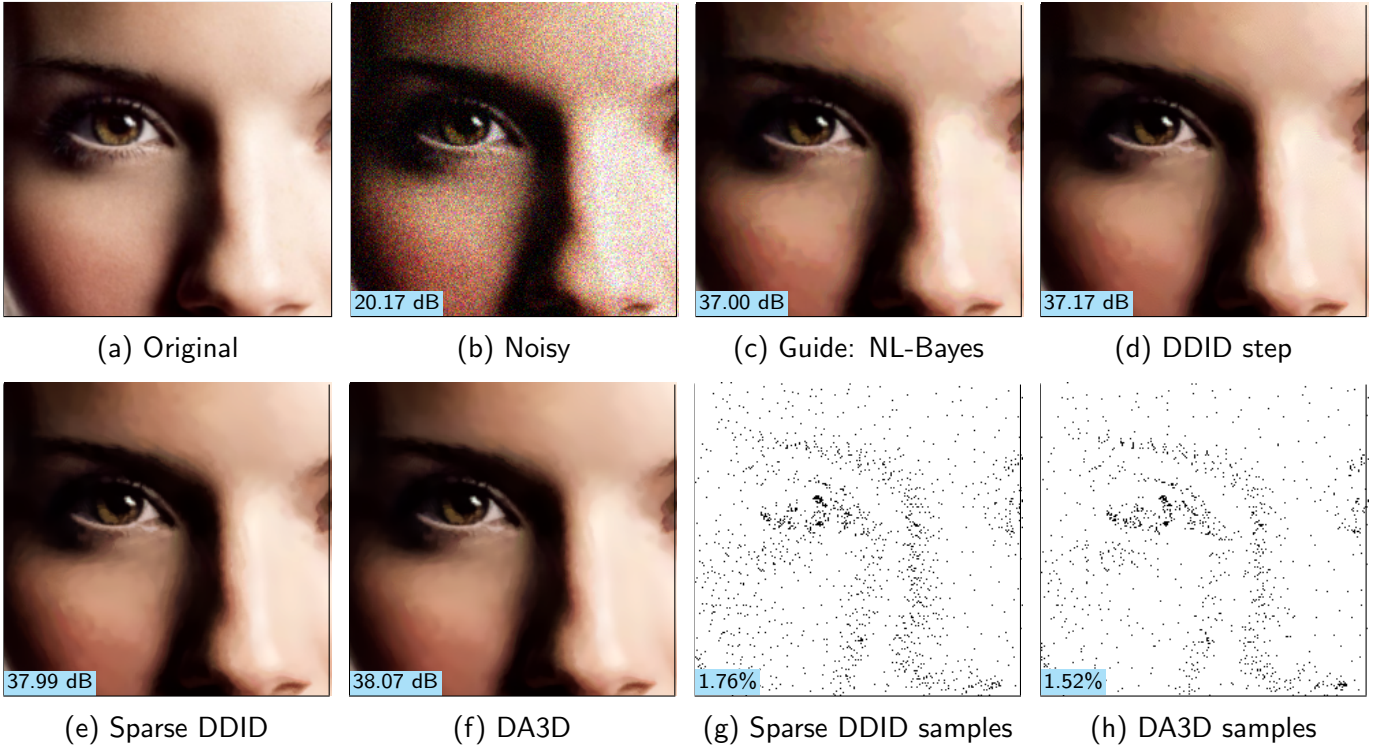 20.17 dB
37.00 dB
37.17 dB
(a) Original
(b) Noisy
(c) Guide: NL-Bayes
(d) DDID step
37.99 dB
38.07 dB
1.76%
1.52%
(e) Sparse DDID
(f) DA3D
(g) Sparse DDID samples
(h) DA3D samples